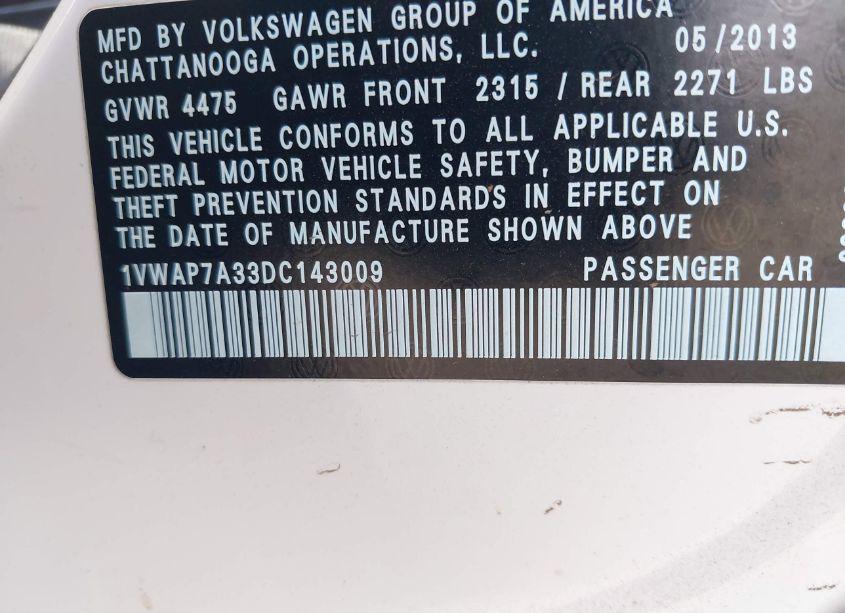 MFD BY VOLKSWAGEN GROUP OF AMERICA
CHATTANOOGA OPERATIONS, LLC. 05/2013
GVWR 4475 GAWR FRONT 2315 / REAR 2271 LBS
THIS VEHICLE CONFORMS TO ALL APPLICABLE U.S.
FEDERAL MOTOR VEHICLE SAFETY, BUMPER AND
THEFT PREVENTION STANDARDS IN EFFECT ON
THE DATE OF MANUFACTURE SHOWN ABOVE
1VWAP7A33DC143009 PASSENGER CAR